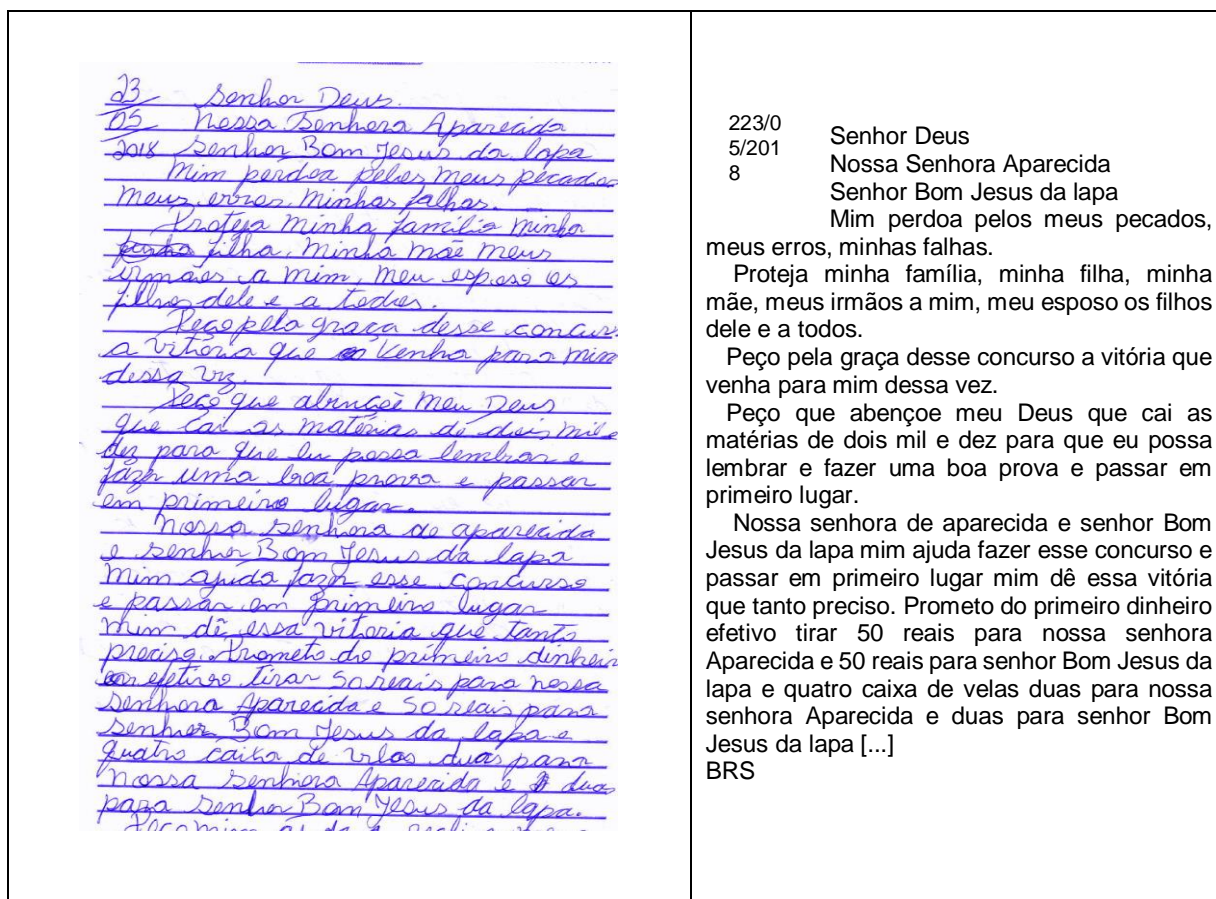 23 Senhor Deus.
05 Nossa Senhora Aparecida
2018 Senhor Bom Jesus da lapa
Mim perdoa pelos meus pecados
meus erros. minhas falhas.
Proteja minha família minha
filha, minha mãe meus
irmãos a mim, meu esposo os
filhos dele e a todos.
Peço pela graça desse concurs
a vitória que venha para mim
dessa vez.
Peço que abençoe meu Deus
que cai as matérias de dois mil e
dez para que eu possa lembrar e
fazer uma boa prova e passar
em primeiro lugar.
Nossa senhora de aparecida
e senhor Bom Jesus da lapa
mim ajuda fazer esse concurso
e passar em primeiro lugar
mim dê essa vitoria que tanto
preciso. Prometo do primeiro dinheir
efetivo tirar 50 reais para nossa
Senhora Aparecida e 50 reais para
senhor Bom Jesus da lapa e
quatro caixa de velas duas para
nossa Senhora Aparecida e duas
para Senhor Bom Jesus da lapa.
223/0
5/201
8
Senhor Deus
Nossa Senhora Aparecida
Senhor Bom Jesus da lapa
Mim perdoa pelos meus pecados,
meus erros, minhas falhas.
Proteja minha família, minha filha, minha
mãe, meus irmãos a mim, meu esposo os filhos
dele e a todos.
Peço pela graça desse concurso a vitória que
venha para mim dessa vez.
Peço que abençoe meu Deus que cai as
matérias de dois mil e dez para que eu possa
lembrar e fazer uma boa prova e passar em
primeiro lugar.
Nossa senhora de aparecida e senhor Bom
Jesus da lapa mim ajuda fazer esse concurso e
passar em primeiro lugar mim dê essa vitória
que tanto preciso. Prometo do primeiro dinheiro
efetivo tirar 50 reais para nossa senhora
Aparecida e 50 reais para senhor Bom Jesus da
lapa e quatro caixa de velas duas para nossa
senhora Aparecida e duas para senhor Bom
Jesus da lapa [...]
BRS